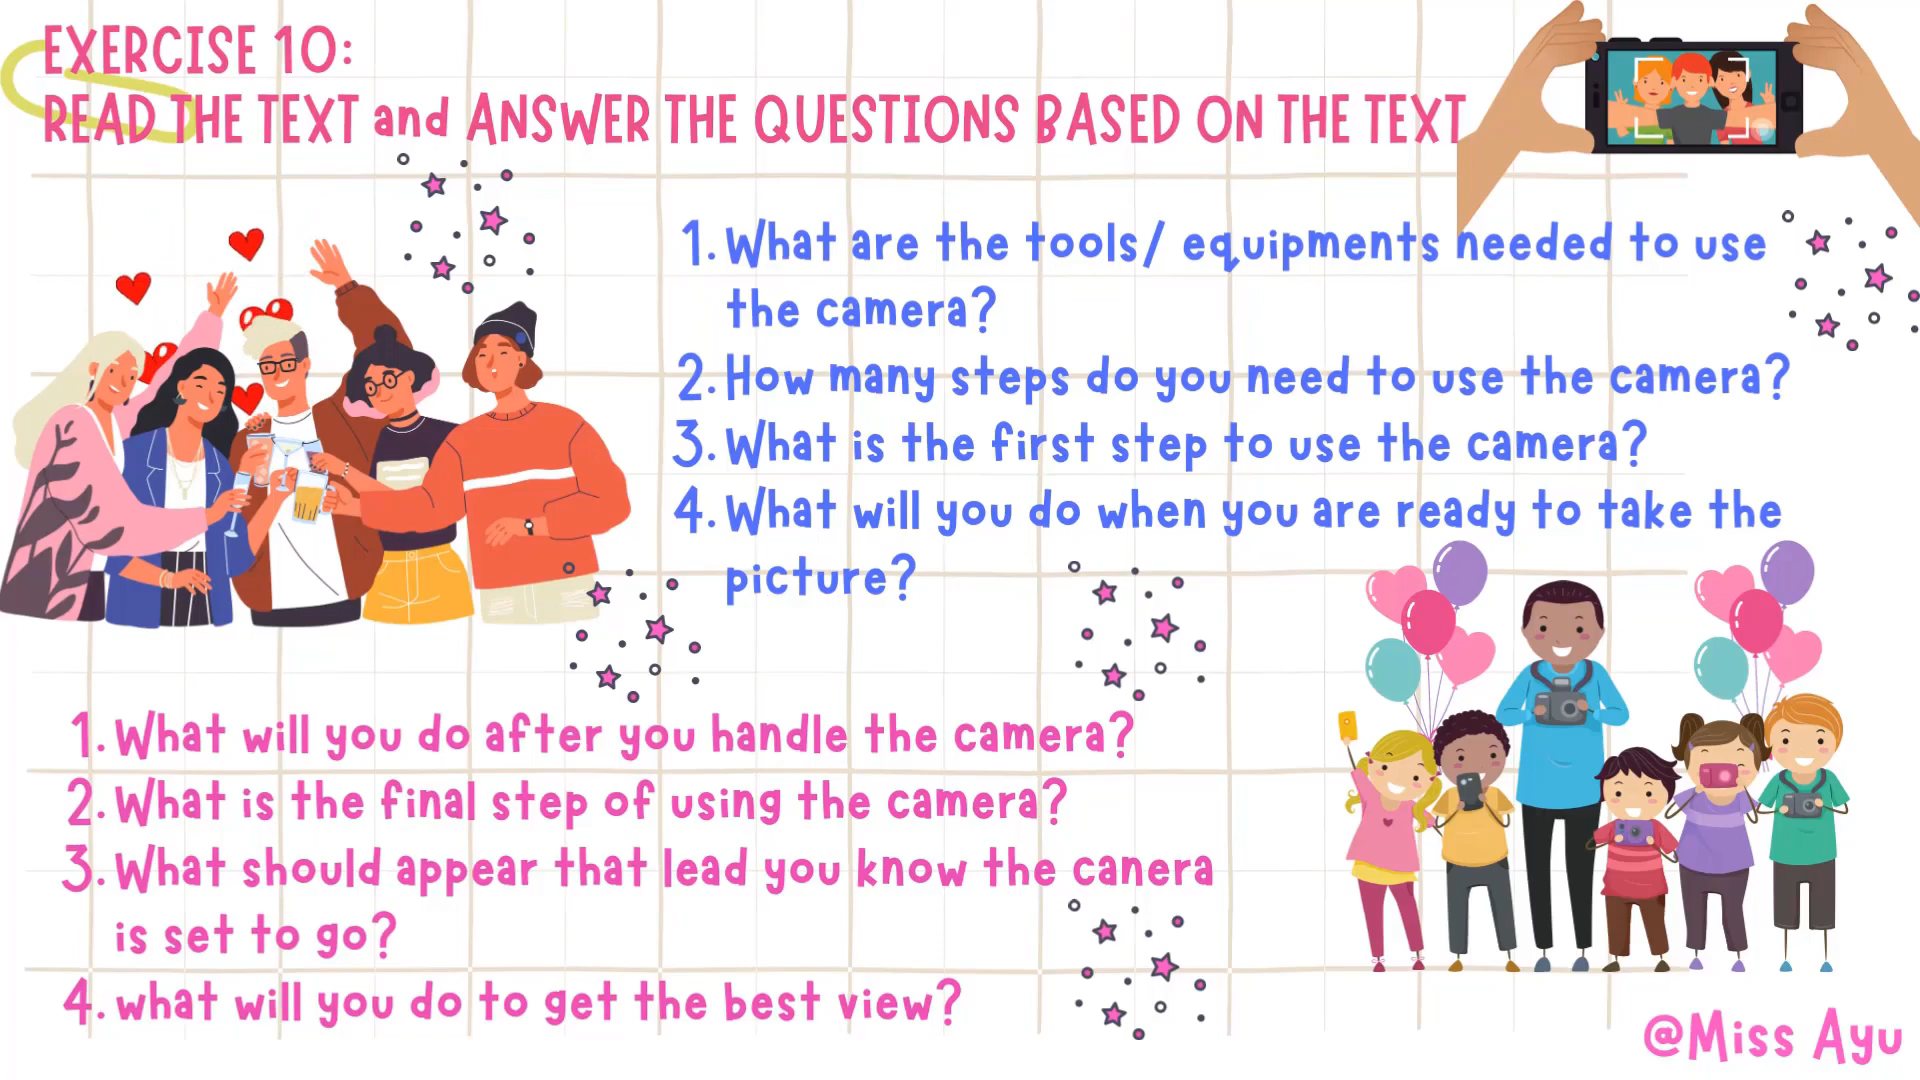 EXERCISE 10:
READ THE TEXT and ANSWER THE QUESTIONS BASED ON THE TEXT
1. What are the tools/ equipments needed to use
the camera?
2. How many steps do you need to use the camera?
3. What is the first step to use the camera?
4. What will you do when you are ready to take the
picture?
1. What will you do after you handle the camera?
2. What is the final step of using the camera?
3. What should appear that lead you know the canera
is set to go?
4. what will you do to get the best view?
@Miss Ayu